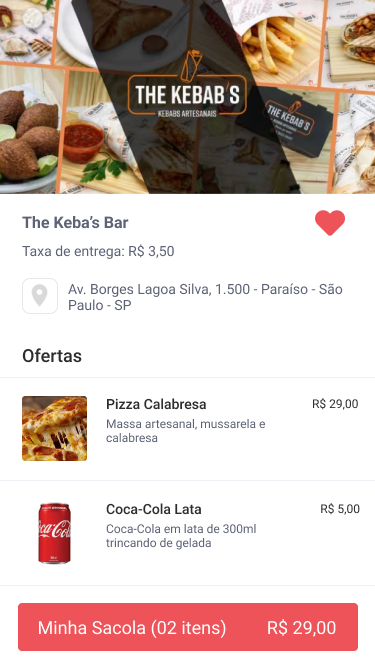 THE KEBAB'S
KEBABS ARTESANAIS
THE KEBAB'S
The Keba's Bar
Taxa de entrega: R$ 3,50
Av. Borges Lagoa Silva, 1.500 - Paraíso - São
Paulo - SP
Ofertas
Pizza Calabresa
R$ 29,00
Massa artesanal, mussarela e
calabresa
Coca-Cola Lata
R$ 5,00
Coca-Cola em lata de 300ml
trincando de gelada
Coca-Cola
Minha Sacola (02 itens)
R$ 29,00